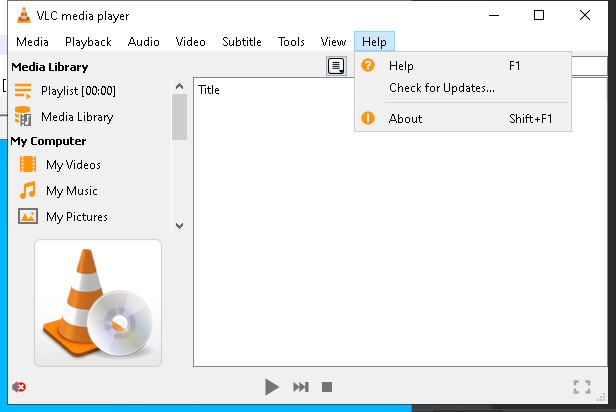 VLC media player
Media Playback Audio Video Subtitle Tools View Help
Media Library
Playlist [00:00]
Media Library
My Computer
My Videos
My Music
My Pictures
Title
Help F1
Check for Updates...
About Shift+F1